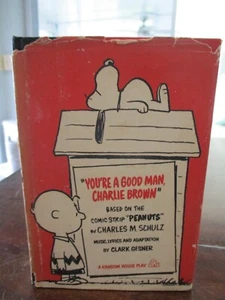 "YOU'RE A GOOD MAN,
CHARLIE BROWN"
BASED ON THE
COMIC STRIP "PEANUTS"
BY CHARLES M. SCHULZ
MUSIC, LYRICS AND ADAPTATION
BY CLARK GESNER
A RANDOM HOUSE PLAY